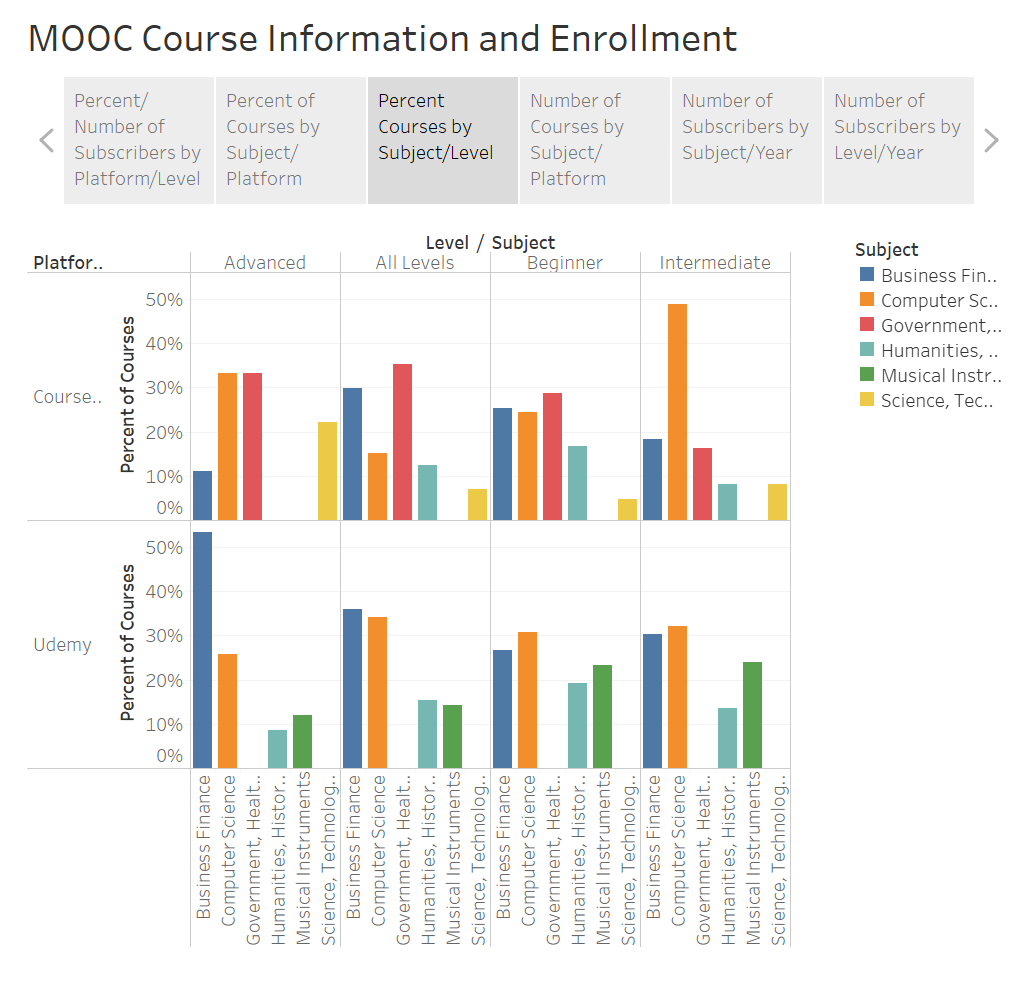 MOOC Course Information and Enrollment
Percent/
Number of
Subscribers by
Platform/Level
Percent of
Courses by
Subject/
Platform
Percent
Courses by
Subject/Level
Number of
Courses by
Subject/
Platform
Number of
Subscribers by
Subject/Year
Number of
Subscribers by
Level/Year
Level / Subject
Platfor..
Advanced
All Levels
Beginner
Intermediate
Subject
Business Fin..
Computer Sc..
Government,..
Humanities, ..
Musical Instr..
Science, Tec..
Course..
Percent of Courses
50%
40%
30%
20%
10%
0%
Udemy
Percent of Courses
50%
40%
30%
20%
10%
0%
Business Finance
Computer Science
Government, Healt..
Humanities, Histor..
Musical Instruments
Science, Technolog..
Business Finance
Computer Science
Government, Healt..
Humanities, Histor..
Musical Instruments
Science, Technolog..
Business Finance
Computer Science
Government, Healt..
Humanities, Histor..
Musical Instruments
Science, Technolog..
Business Finance
Computer Science
Government, Healt..
Humanities, Histor..
Musical Instruments
Science, Technolog..